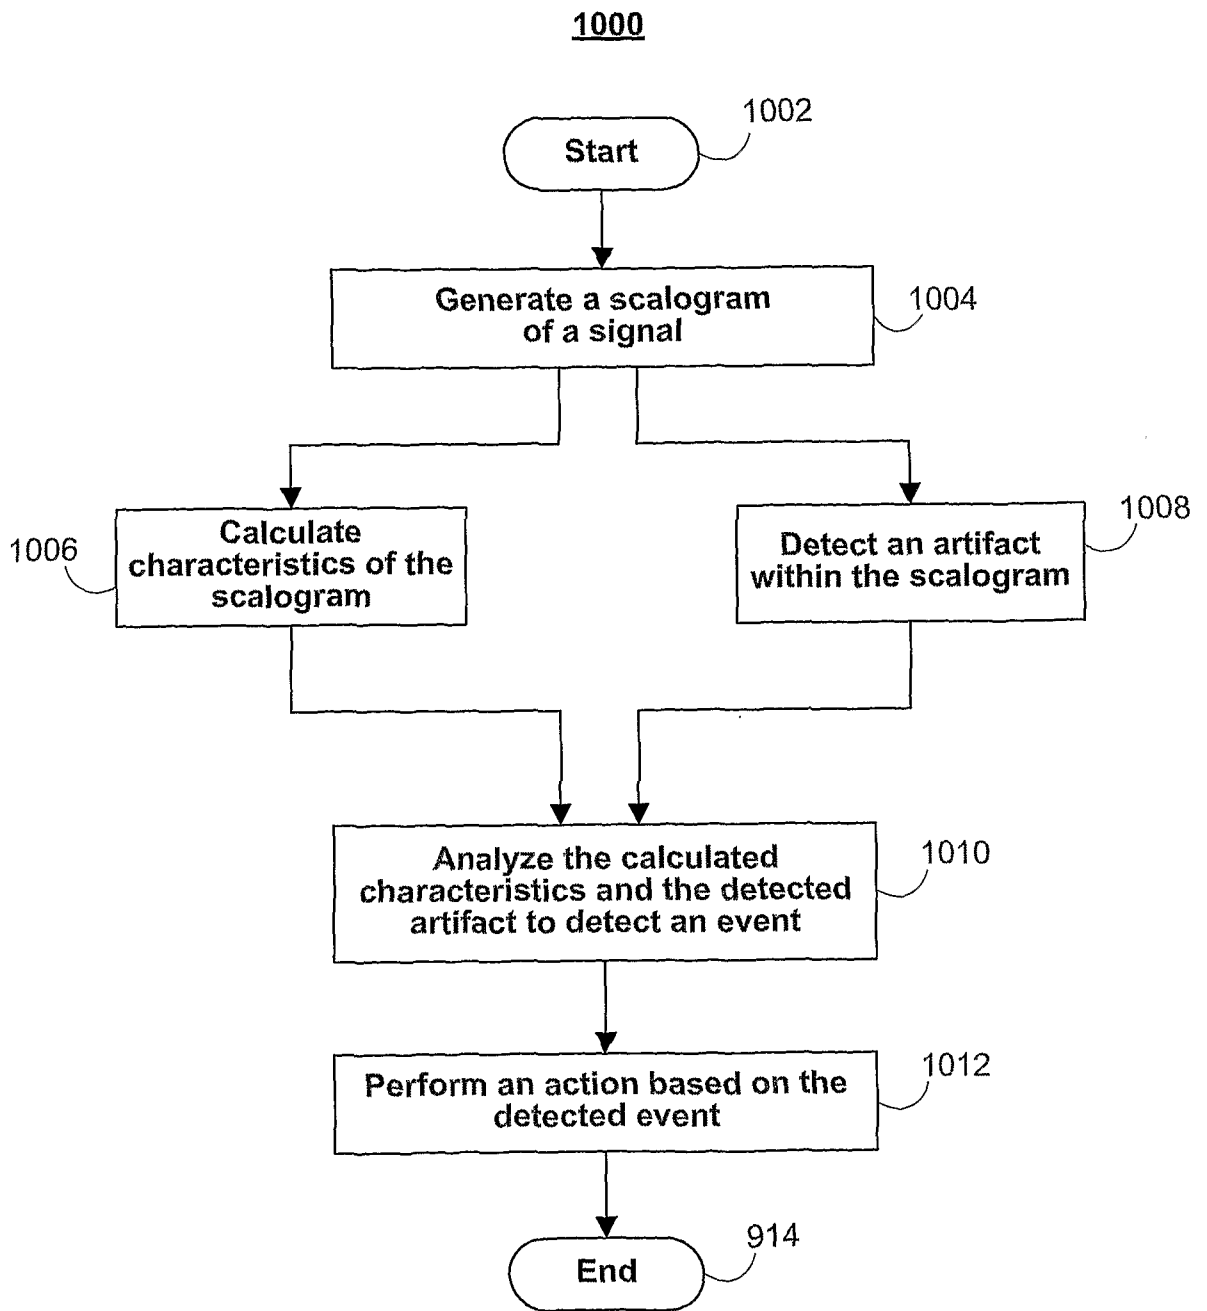 1000
1002
Start
Generate a scalogram
of a signal
1004
Calculate
characteristics of the
scalogram
1006
Detect an artifact
within the scalogram
1008
Analyze the calculated
characteristics and the detected
artifact to detect an event
1010
Perform an action based on the
detected event
1012
End
914